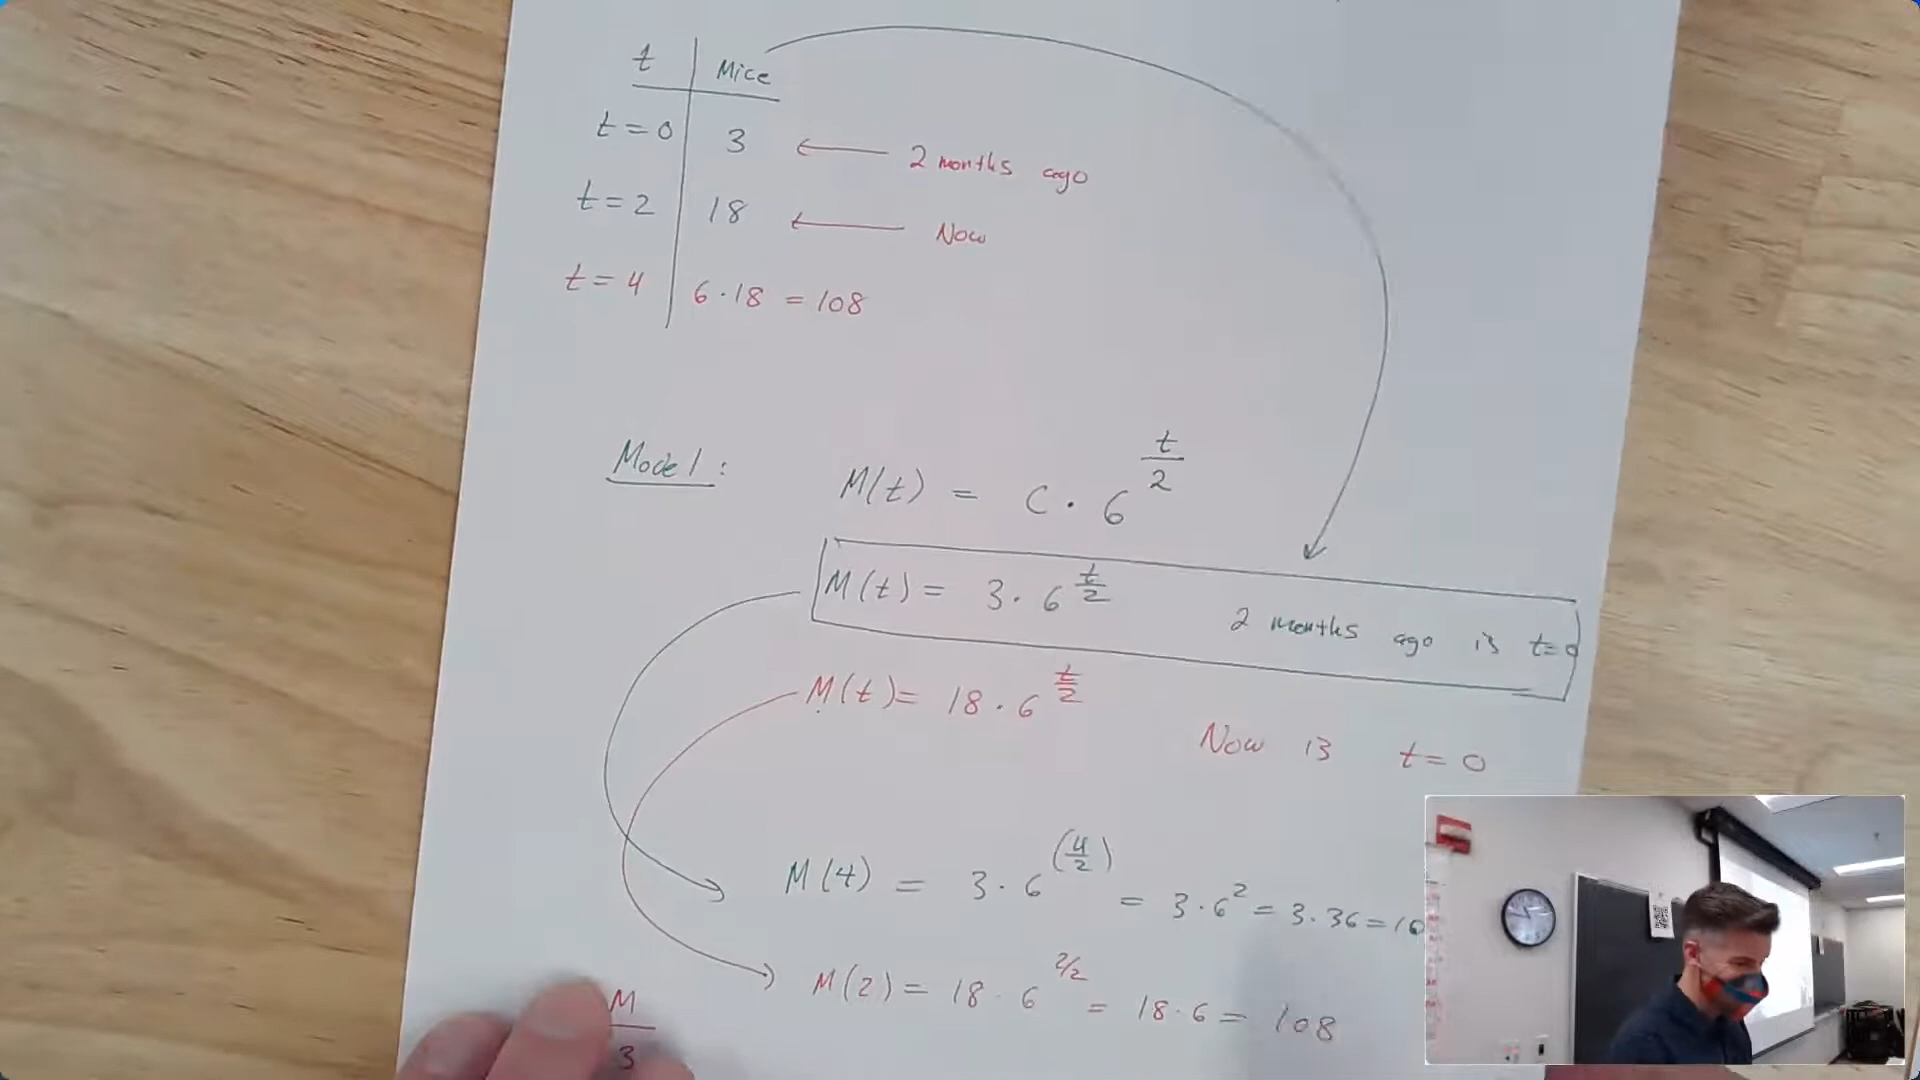 t Mice
t = 0 3 ← 2 months ago
t = 2 18 ← Now
t = 4 6 · 18 = 108
Model : M(t) = C · 6^(t/2)
M(t) = 3 · 6^(t/2) 2 months ago is t=0
M(t) = 18 · 6^(t/2) Now is t = 0
M(4) = 3 · 6^(4/2) = 3 · 6² = 3 · 36 = 10
M(2) = 18 · 6^(2/2) = 18 · 6 = 108
M
3